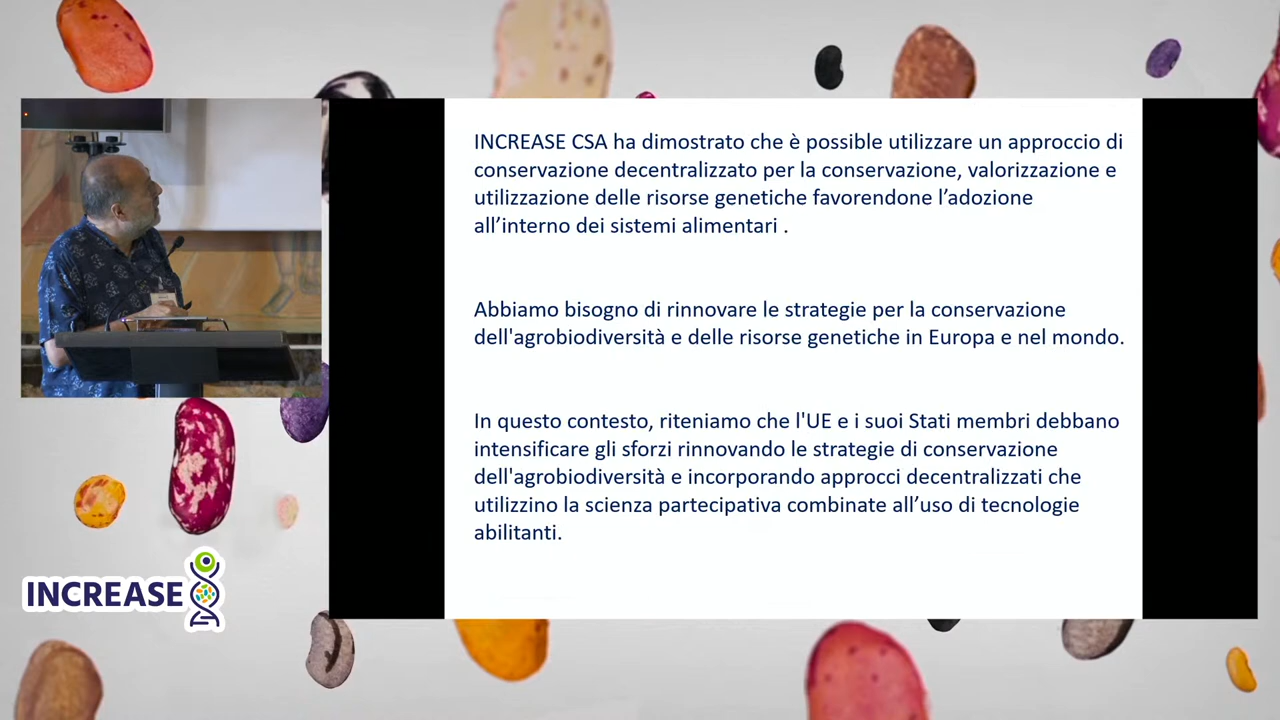 INCREASE CSA ha dimostrato che è possibile utilizzare un approccio di
conservazione decentralizzato per la conservazione, valorizzazione e
utilizzazione delle risorse genetiche favorendone l’adozione
all’interno dei sistemi alimentari .
Abbiamo bisogno di rinnovare le strategie per la conservazione
dell'agrobiodiversità e delle risorse genetiche in Europa e nel mondo.
In questo contesto, riteniamo che l'UE e i suoi Stati membri debbano
intensificare gli sforzi rinnovando le strategie di conservazione
dell'agrobiodiversità e incorporando approcci decentralizzati che
utilizzino la scienza partecipativa combinate all’uso di tecnologie
abilitanti.
INCREASE